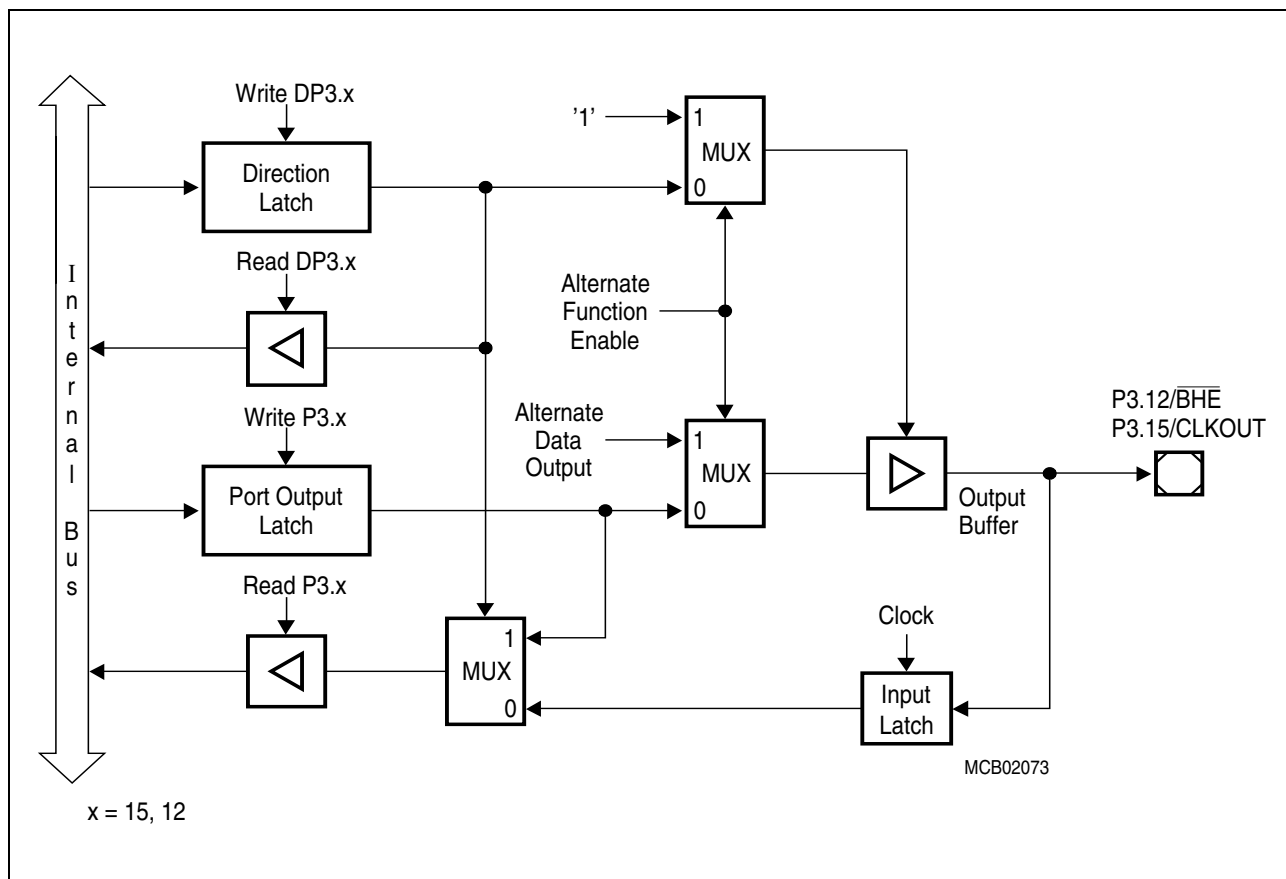 Write DP3.x
'1'
1
MUX
0
Direction
Latch
Internal Bus
Read DP3.x
Alternate
Function
Enable
Write P3.x
Alternate
Data
Output
1
MUX
0
P3.12/B̅H̅E̅
P3.15/CLKOUT
Port Output
Latch
Output
Buffer
Read P3.x
1
MUX
0
Clock
Input
Latch
MCB02073
x = 15, 12